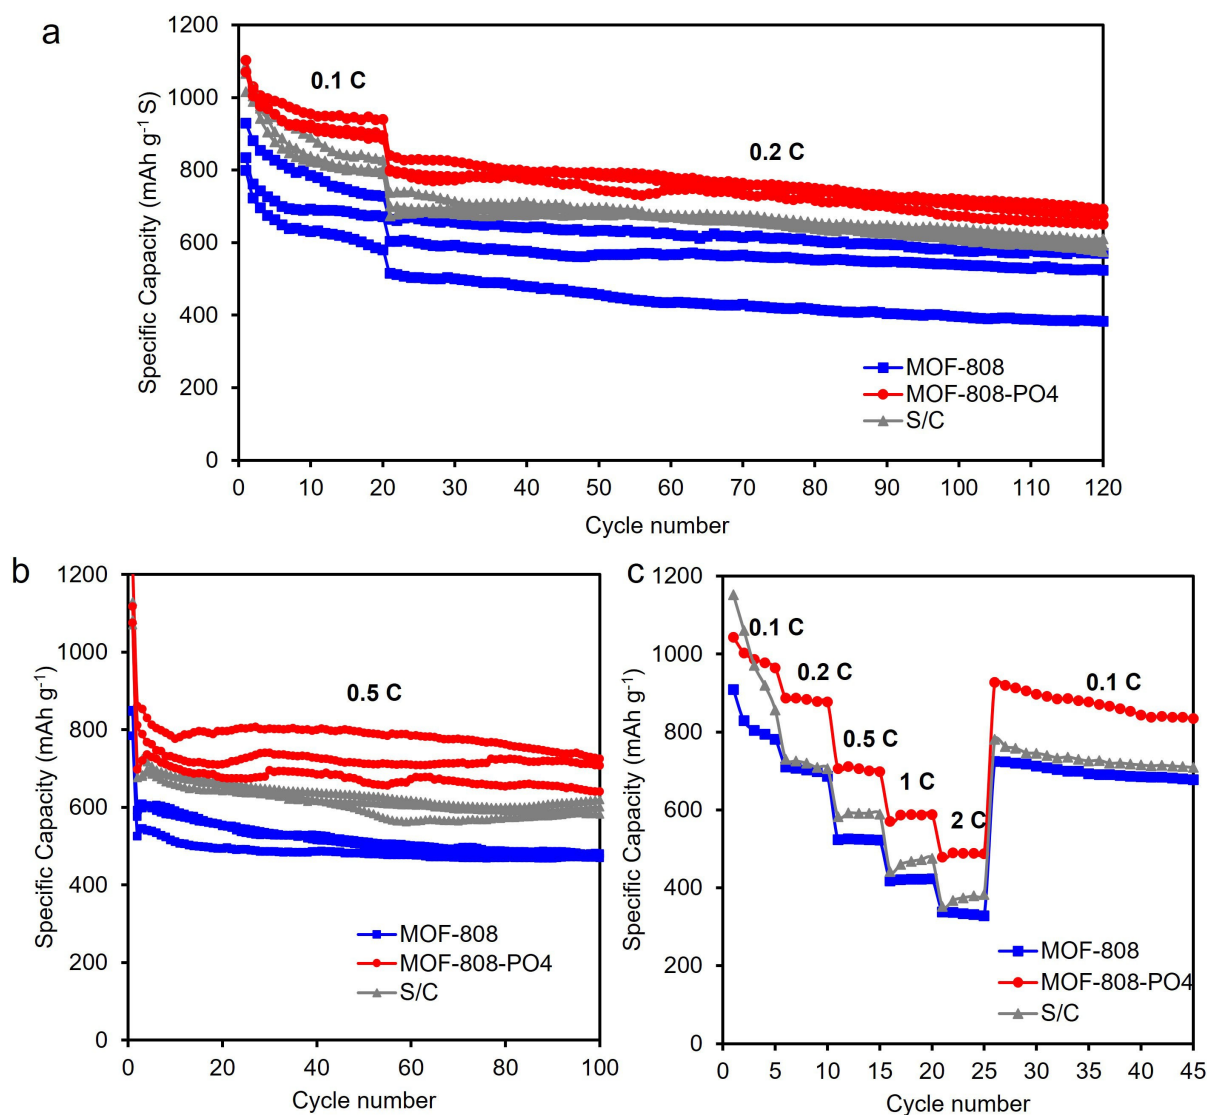 a
1200
1000
800
600
400
200
0
Specific Capacity (mAh g⁻¹ S)
0.1 C
0.2 C
MOF-808
MOF-808-PO4
S/C
0 10 20 30 40 50 60 70 80 90 100 110 120
Cycle number
b
1200
1000
800
600
400
200
0
Specific Capacity (mAh g⁻¹)
0.5 C
MOF-808
MOF-808-PO4
S/C
0 20 40 60 80 100
Cycle number
c
1200
1000
800
600
400
200
0
Specific Capacity (mAh g⁻¹)
0.1 C
0.2 C
0.5 C
1 C
2 C
0.1 C
MOF-808
MOF-808-PO4
S/C
0 5 10 15 20 25 30 35 40 45
Cycle number